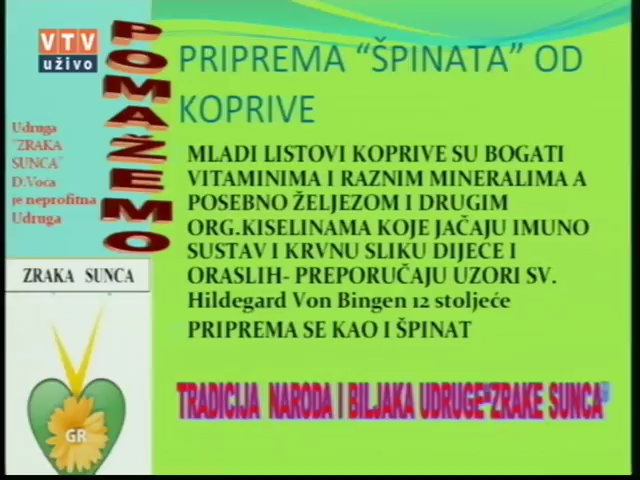 VTV
uživo
POMAŽEMO
Udruga
"ZRAKA
SUNCA"
D.Voca
je neprofitna
Udruga
ZRAKA SUNCA
GR
PRIPREMA “ŠPINATA” OD
KOPRIVE
MLADI LISTOVI KOPRIVE SU BOGATI
VITAMINIMA I RAZNIM MINERALIMA A
POSEBNO ŽELJEZOM I DRUGIM
ORG.KISELINAMA KOJE JAČAJU IMUNO
SUSTAV I KRVNU SLIKU DIJECE I
ORASLIH- PREPORUČAJU UZORI SV.
Hildegard Von Bingen 12 stoljeće
PRIPREMA SE KAO I ŠPINAT
TRADICIJA NARODA I BILJAKA UDRUGE“ZRAKE SUNCA”